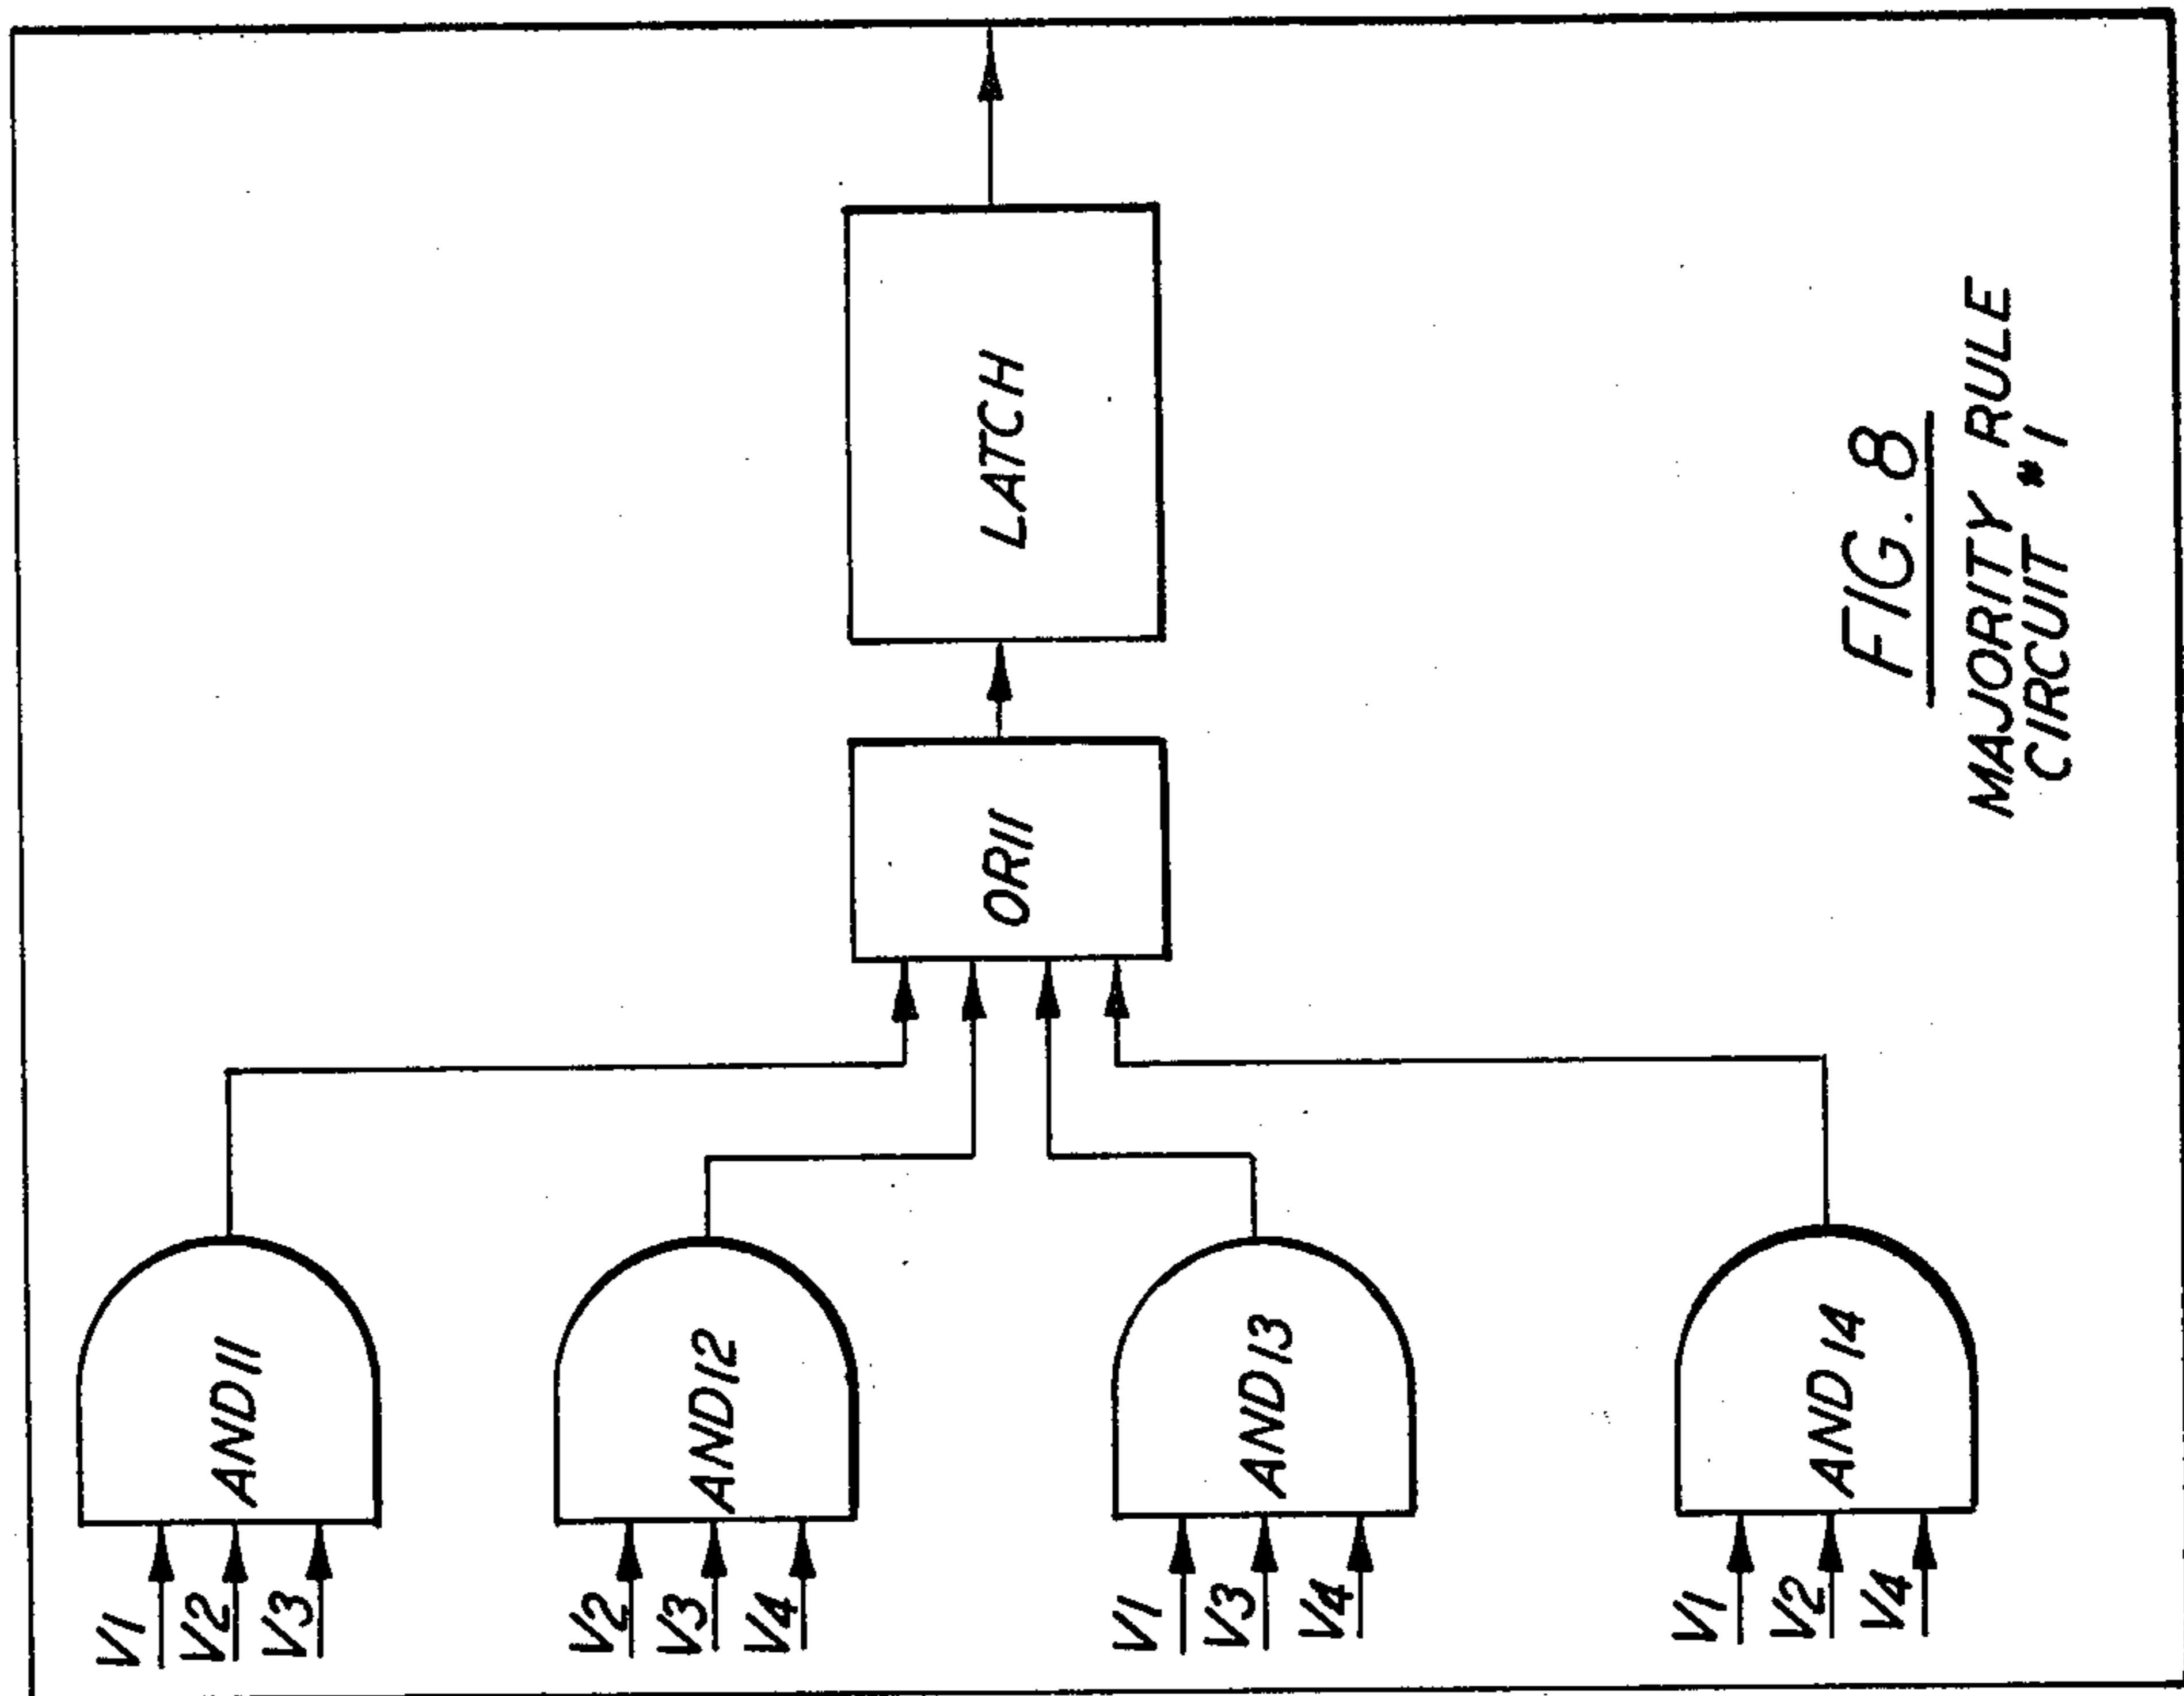 V1
V2
V3
AND11
V2
V3
V4
AND12
V1
V3
V4
AND13
V1
V2
V4
AND14
OR11
LATCH
FIG. 8
MAJORITY RULE
CIRCUIT #1